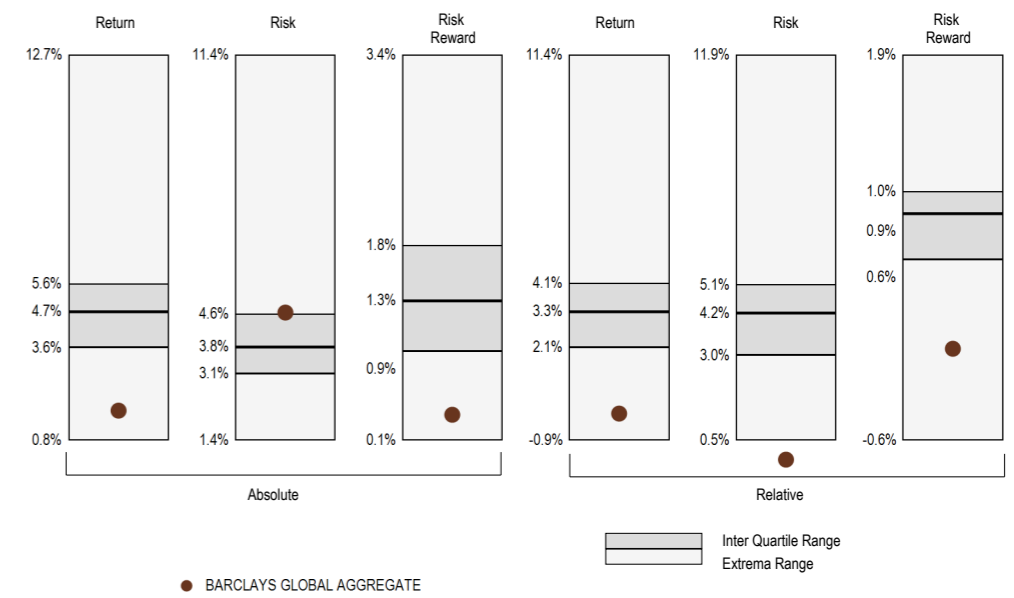 Return
Risk
Risk
Reward
Return
Risk
Risk
Reward
12.7%
11.4%
3.4%
11.4%
11.9%
1.9%
1.0%
0.9%
1.8%
0.6%
5.6%
4.1%
5.1%
4.7%
4.6%
1.3%
3.3%
4.2%
3.6%
3.8%
2.1%
3.0%
3.1%
0.9%
0.8%
1.4%
0.1%
-0.9%
0.5%
-0.6%
Absolute
Relative
Inter Quartile Range
Extrema Range
BARCLAYS GLOBAL AGGREGATE